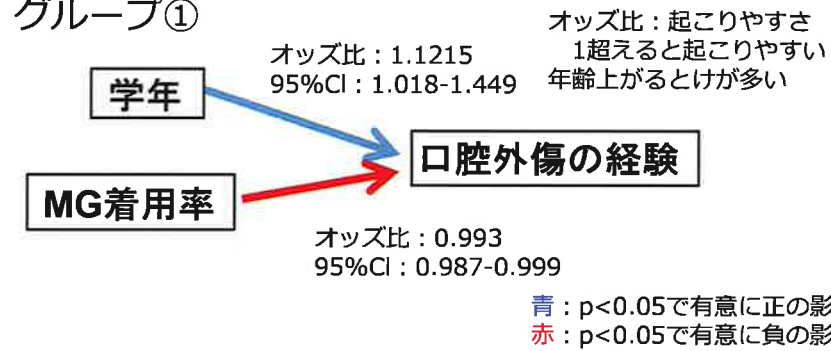 グループ①
オッズ比：起こりやすさ
1超えると起こりやすい
年齢上がるとけが多い
オッズ比：1.1215
95%CI：1.018-1.449
学年
口腔外傷の経験
MG着用率
オッズ比：0.993
95%CI：0.987-0.999
青：p<0.05で有意に正の影
赤：p<0.05で有意に負の影